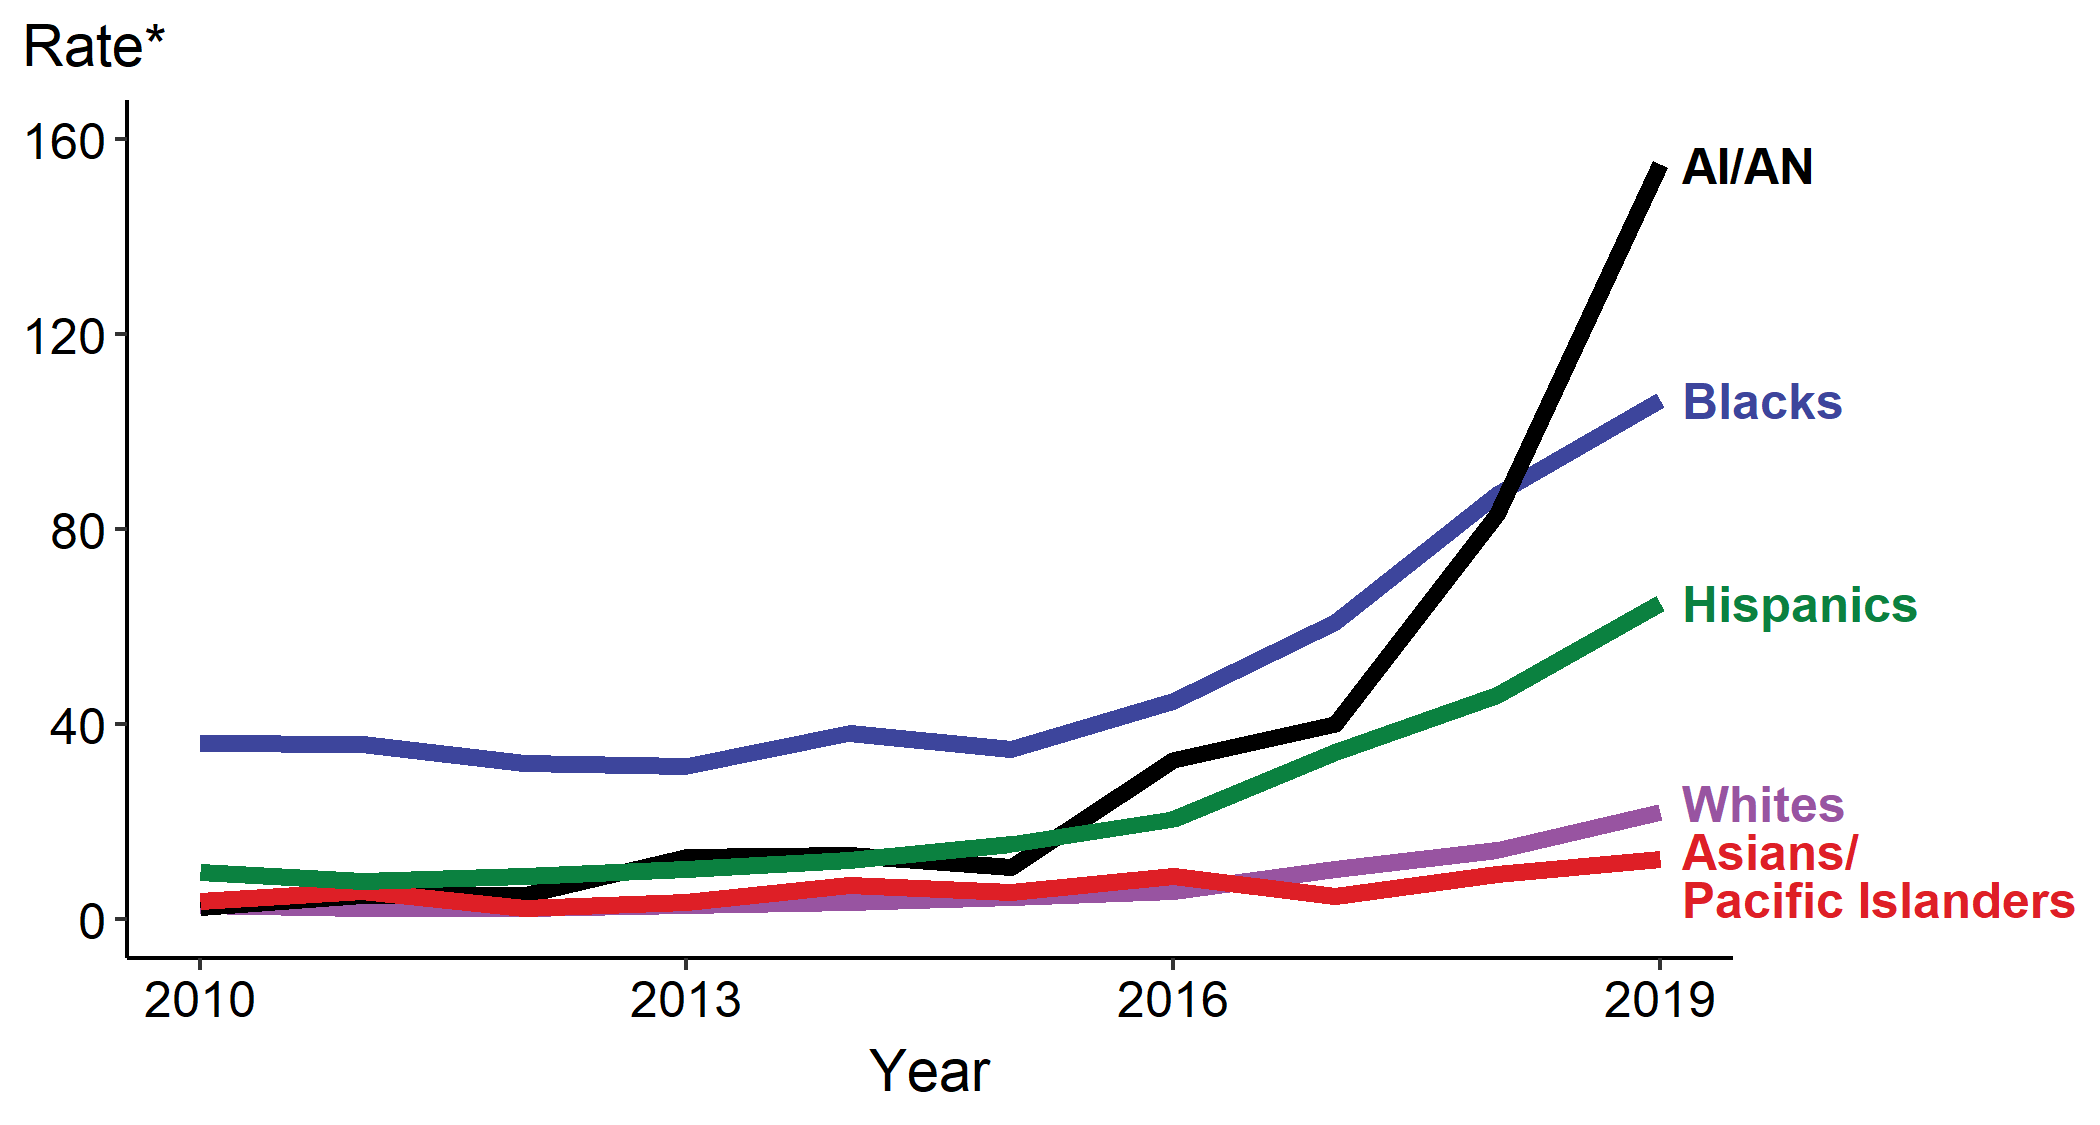 Rate*
160
120
80
40
0
AI/AN
Blacks
Hispanics
Whites
Asians/
Pacific Islanders
2010
2013
2016
2019
Year